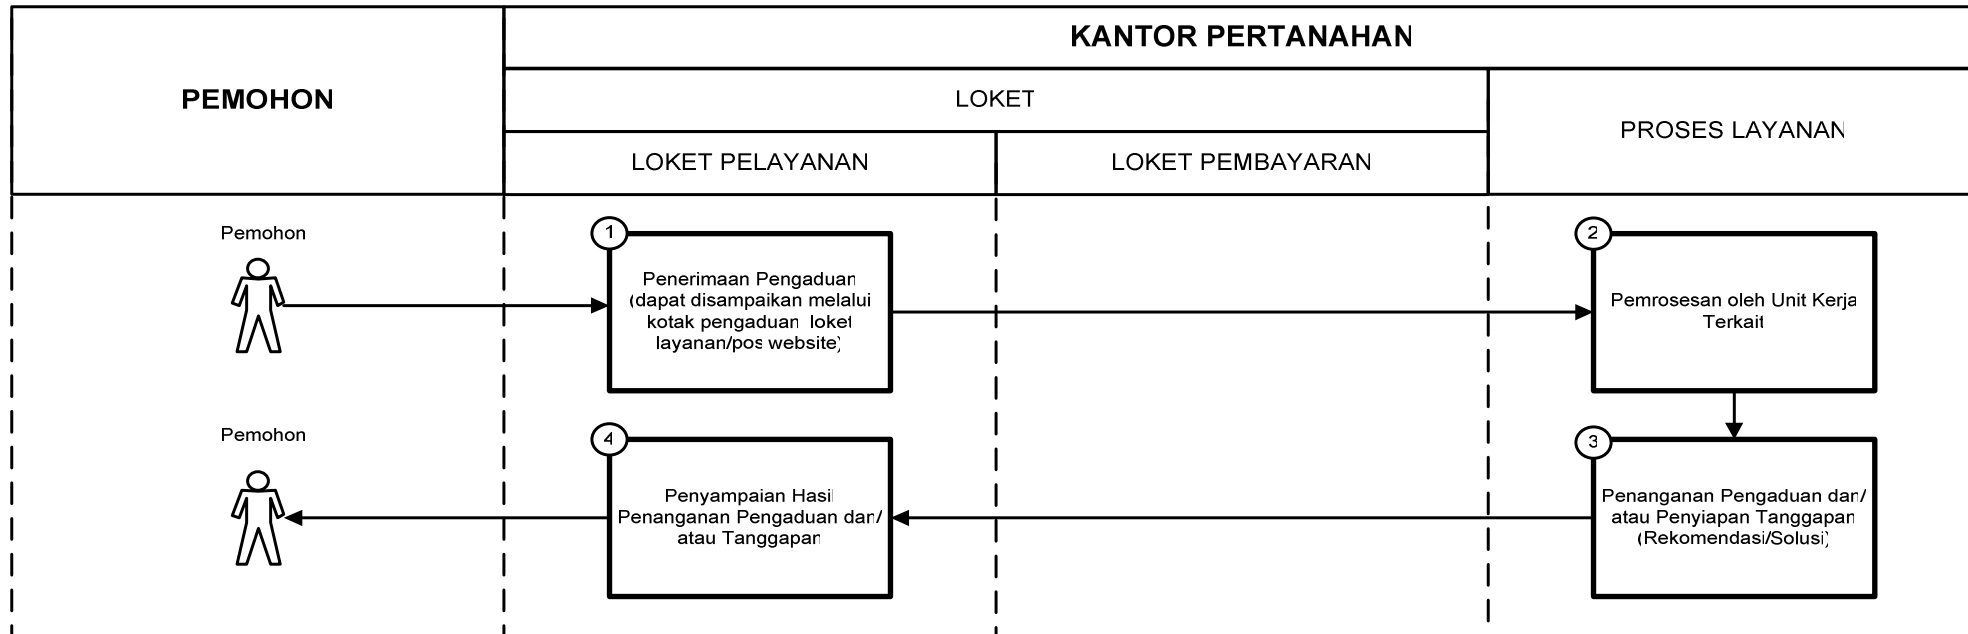 KANTOR PERTANAHAN
PEMOHON
LOKET
PROSES LAYANAN
LOKET PELAYANAN
LOKET PEMBAYARAN
Pemohon
1
Penerimaan Pengaduan
(dapat disampaikan melalui
kotak pengaduan loket
layanan/pos website)
2
Pemrosesan oleh Unit Kerja
Terkait
Pemohon
4
Penyampaian Hasil
Penanganan Pengaduan dan/
atau Tanggapan
3
Penanganan Pengaduan dan/
atau Penyiapan Tanggapan
(Rekomendasi/Solusi)